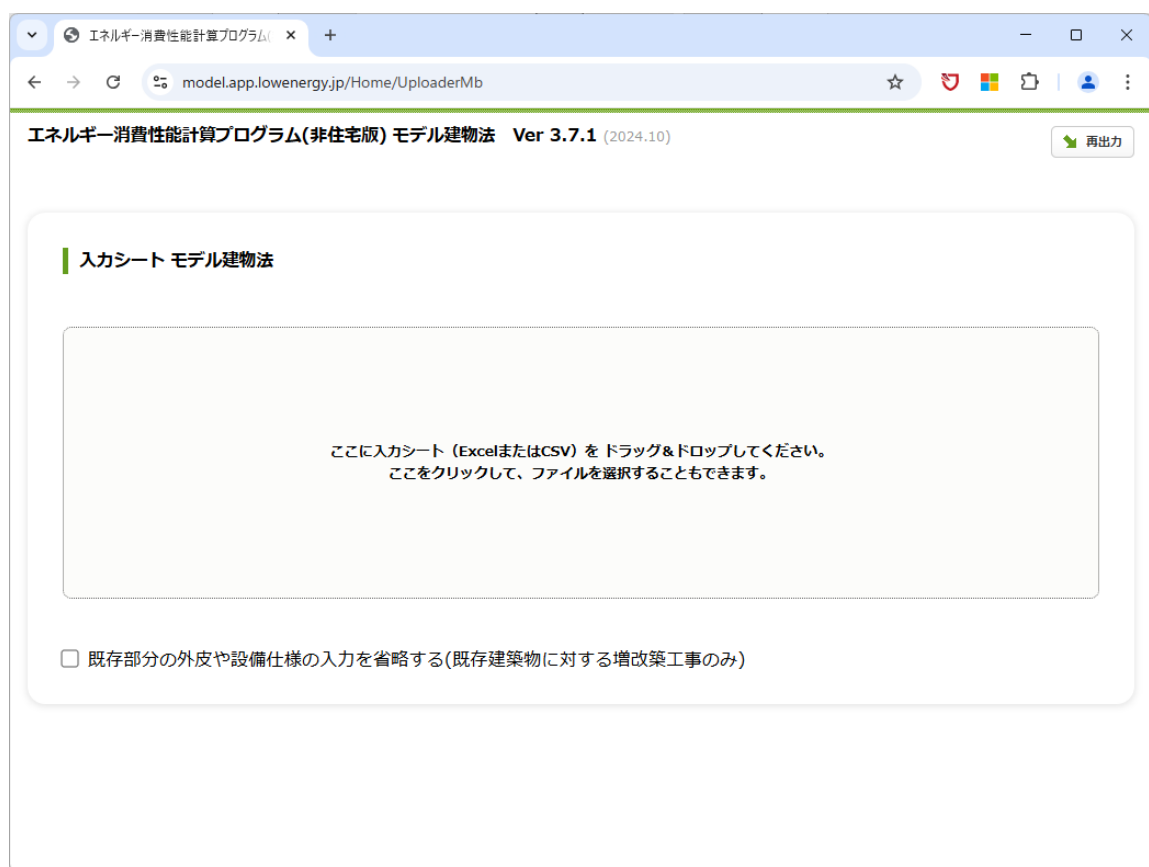 エネルギー消費性能計算プログラム(
model.app.lowenergy.jp/Home/UploaderMb
エネルギー消費性能計算プログラム(非住宅版) モデル建物法 Ver 3.7.1 (2024.10)
再出力
入力シート モデル建物法
ここに入力シート（ExcelまたはCSV）を ドラッグ&ドロップしてください。
ここをクリックして、ファイルを選択することもできます。
既存部分の外皮や設備仕様の入力を省略する(既存建築物に対する増改築工事のみ)